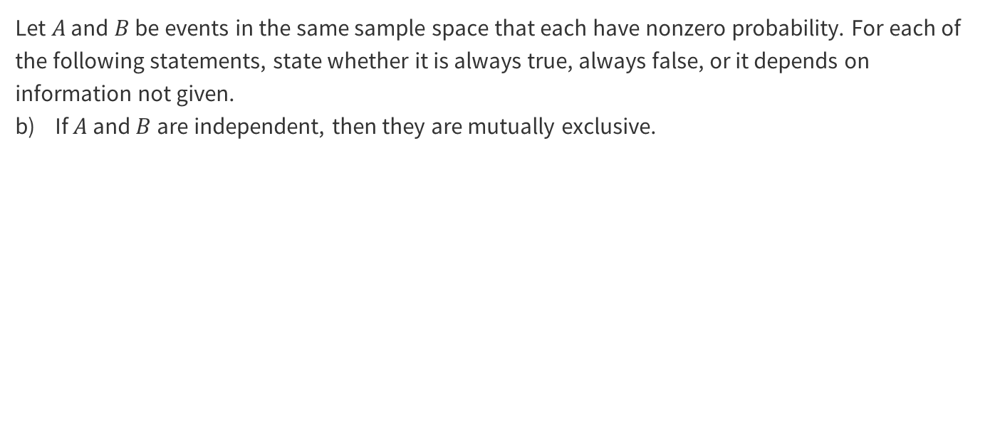 Let A and B be events in the same sample space that each have nonzero probability. For each of
the following statements, state whether it is always true, always false, or it depends on
information not given.
b) If A and B are independent, then they are mutually exclusive.